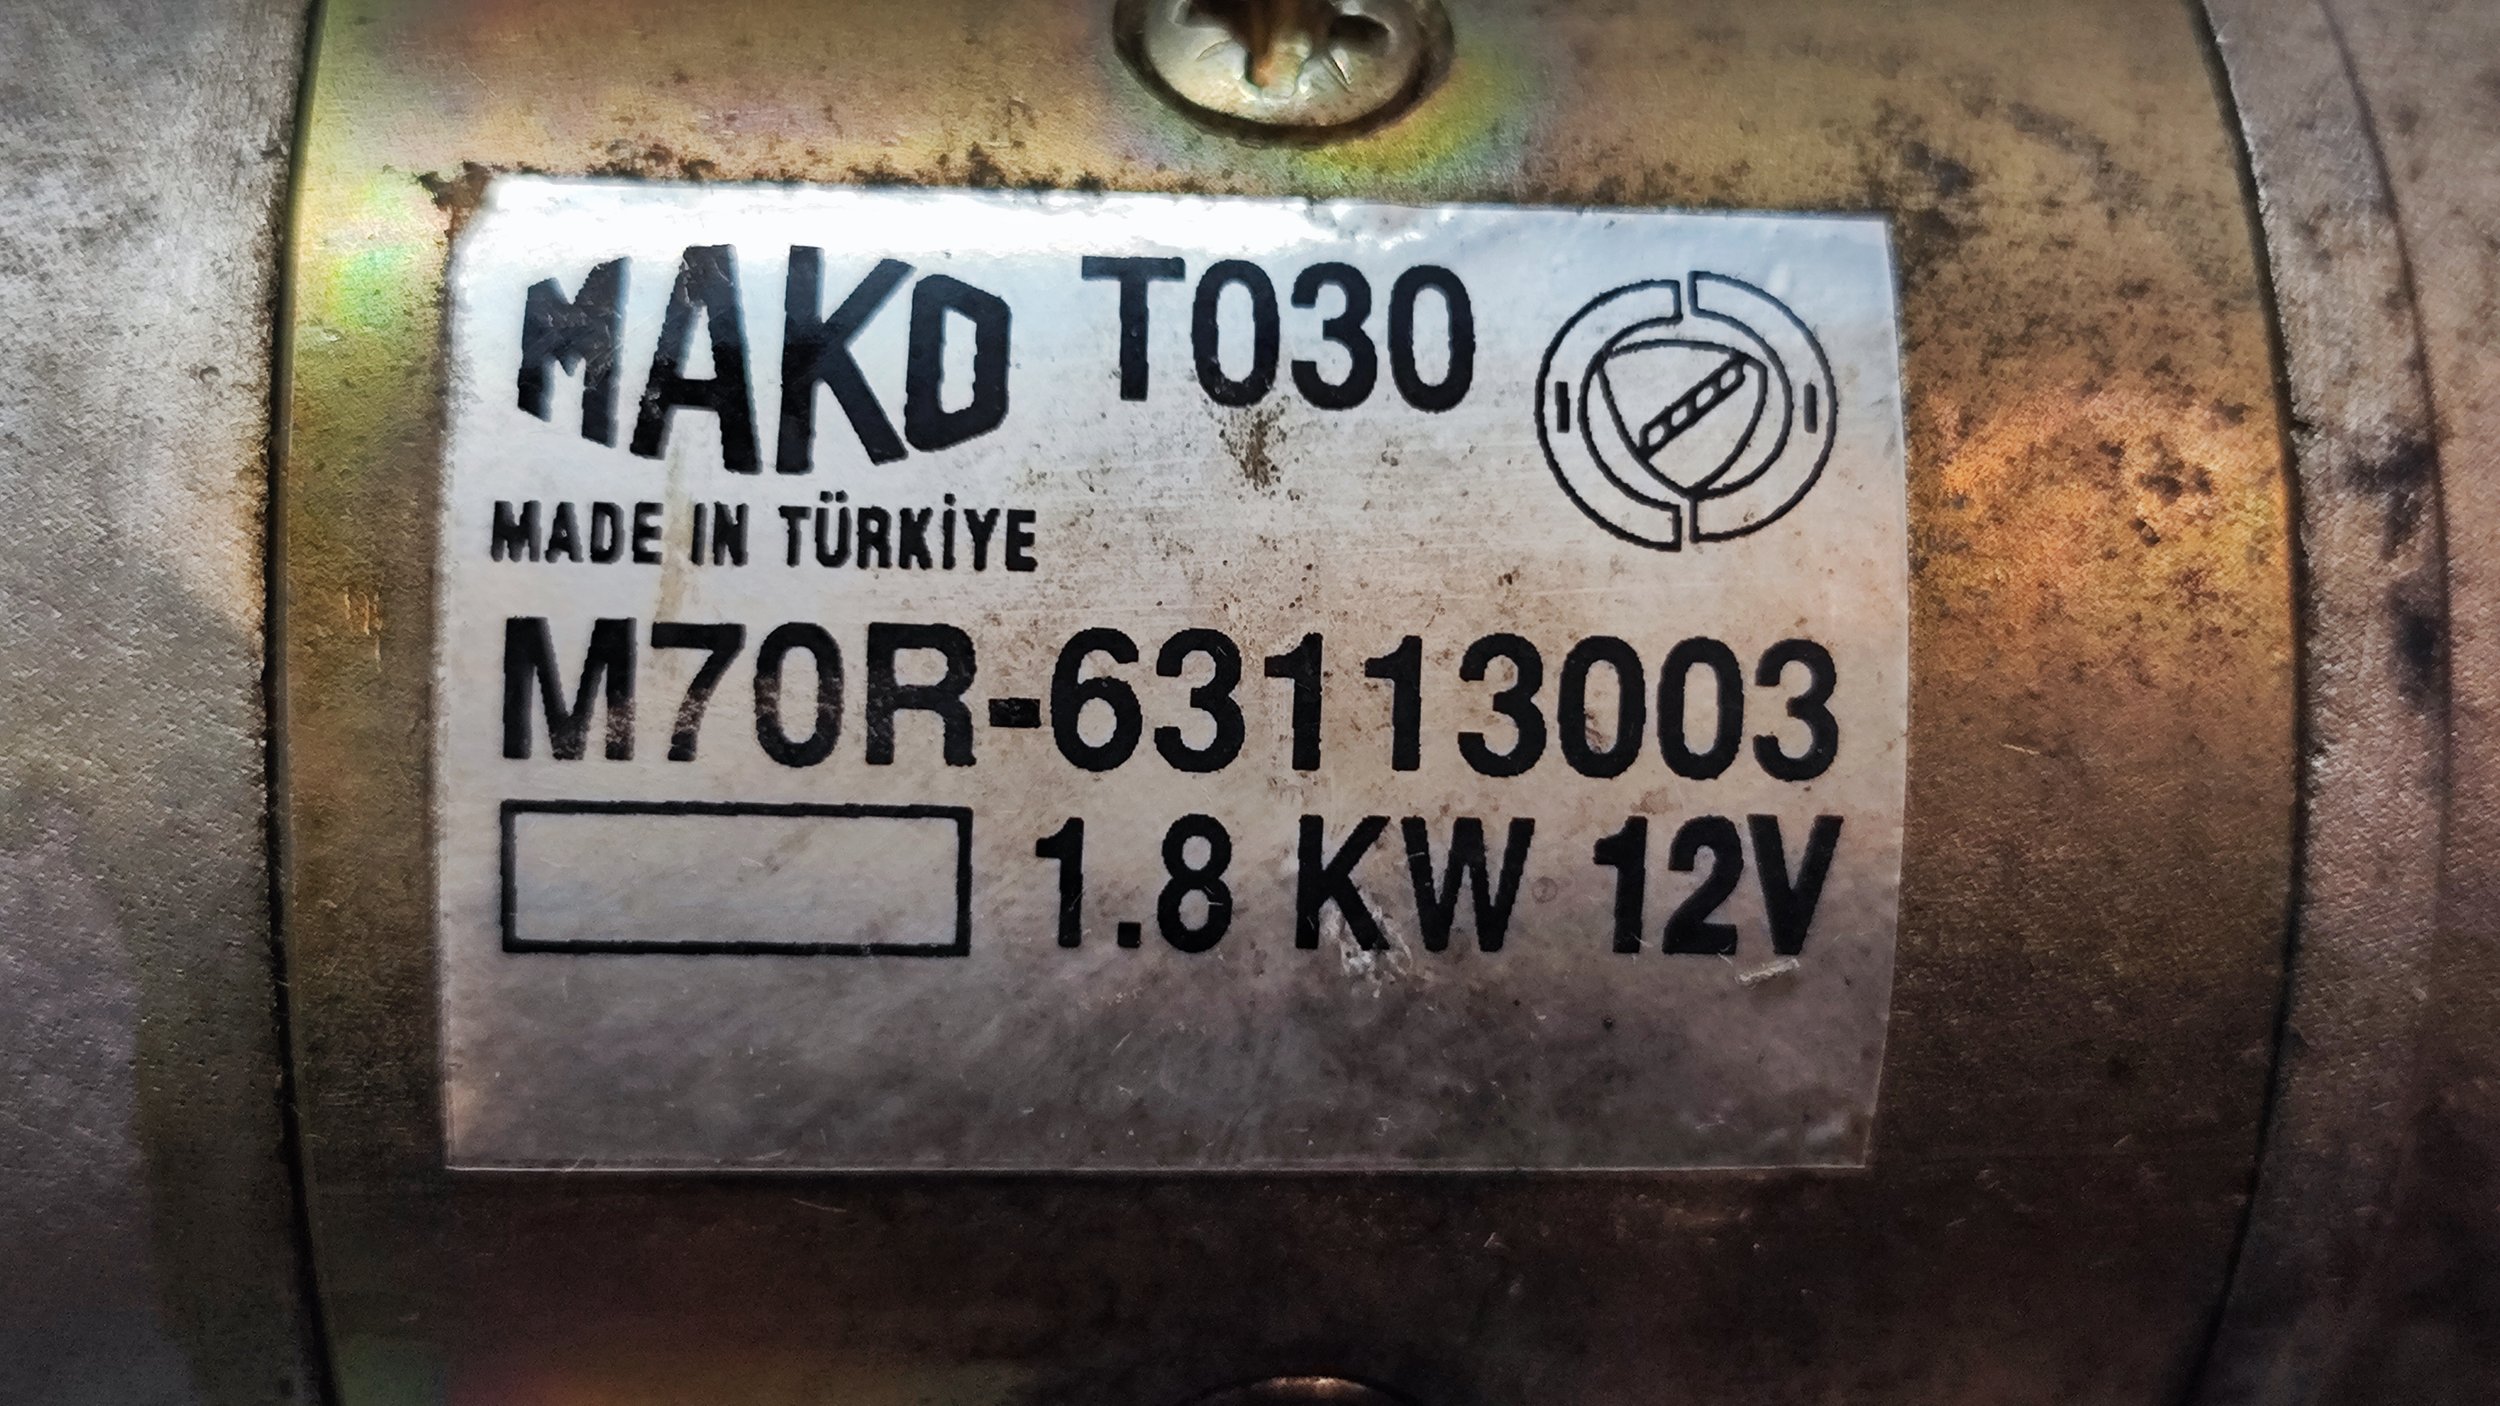 MAKO T030
MADE IN TÜRKİYE
M70R-63113003
1.8 KW 12V